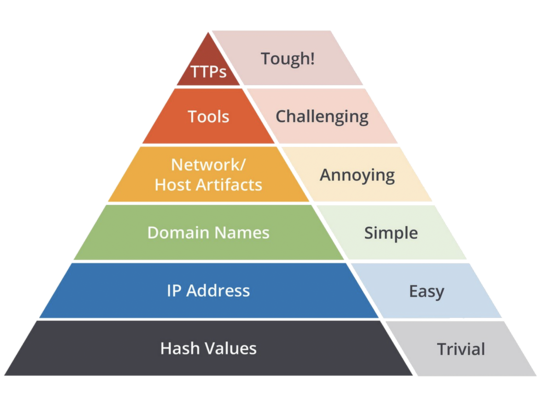 TTPs
Tough!
Tools
Challenging
Network/
Host Artifacts
Annoying
Domain Names
Simple
IP Address
Easy
Hash Values
Trivial